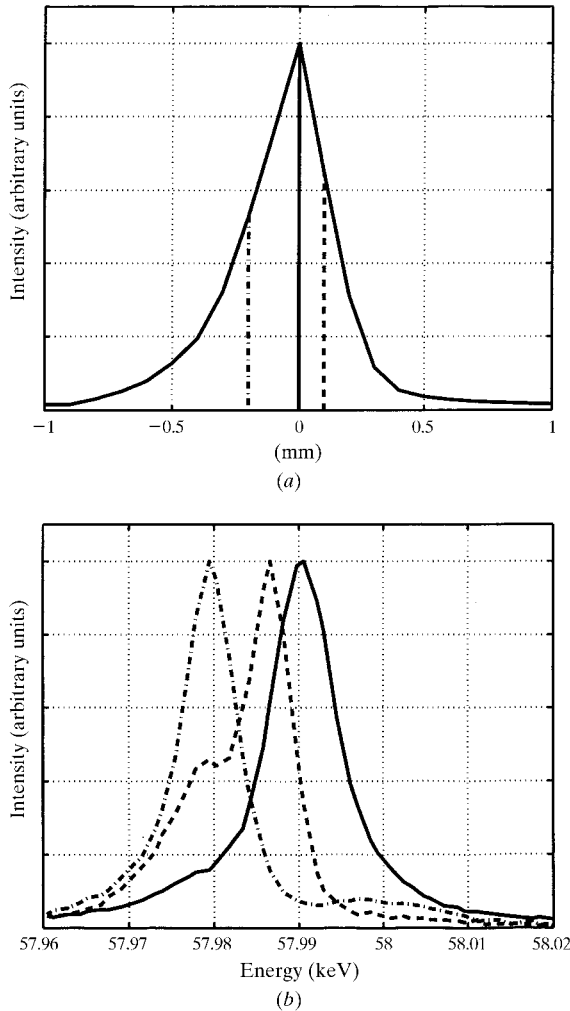 Intensity (arbitrary units)
−1
−0.5
0
0.5
1
(mm)
(a)
Intensity (arbitrary units)
57.96
57.97
57.98
57.99
58
58.01
58.02
Energy (keV)
(b)